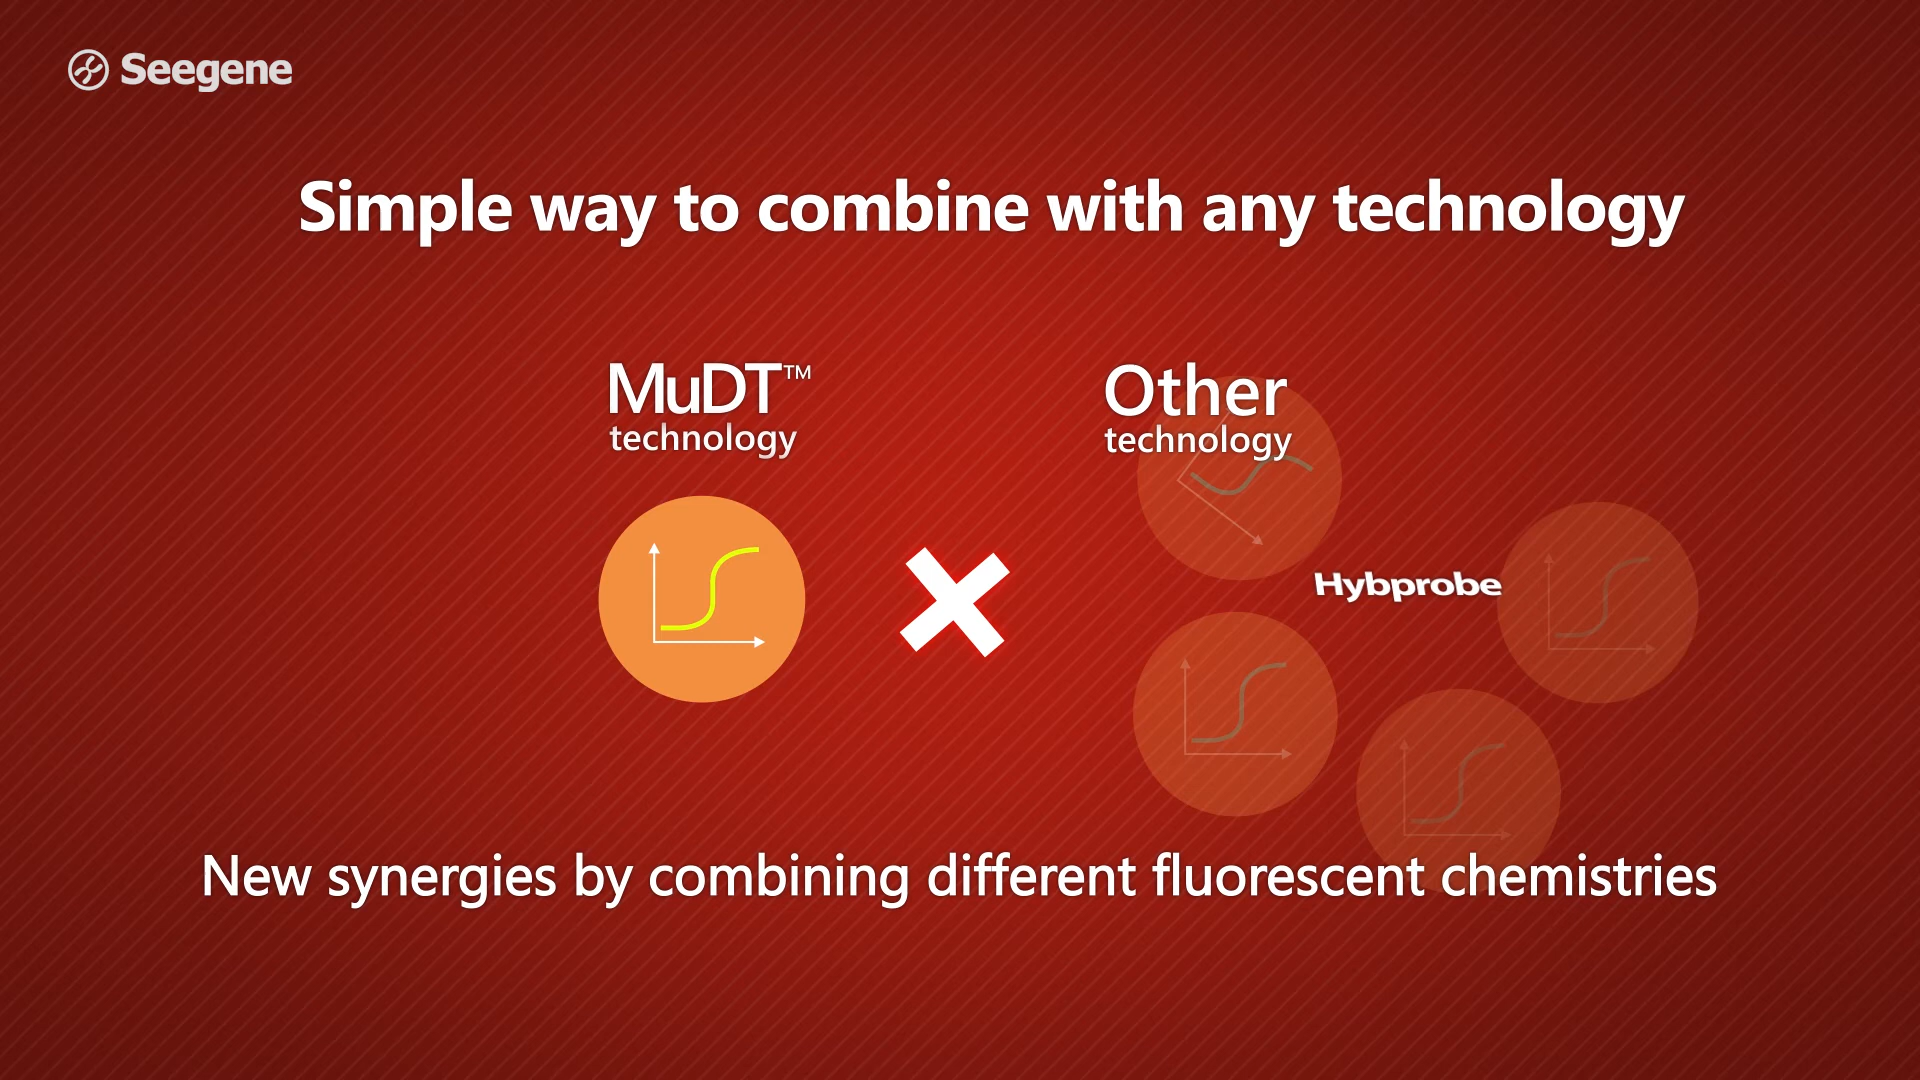 Seegene
Simple way to combine with any technology
MuDT™
technology
Other
technology
Hybprobe
New synergies by combining different fluorescent chemistries